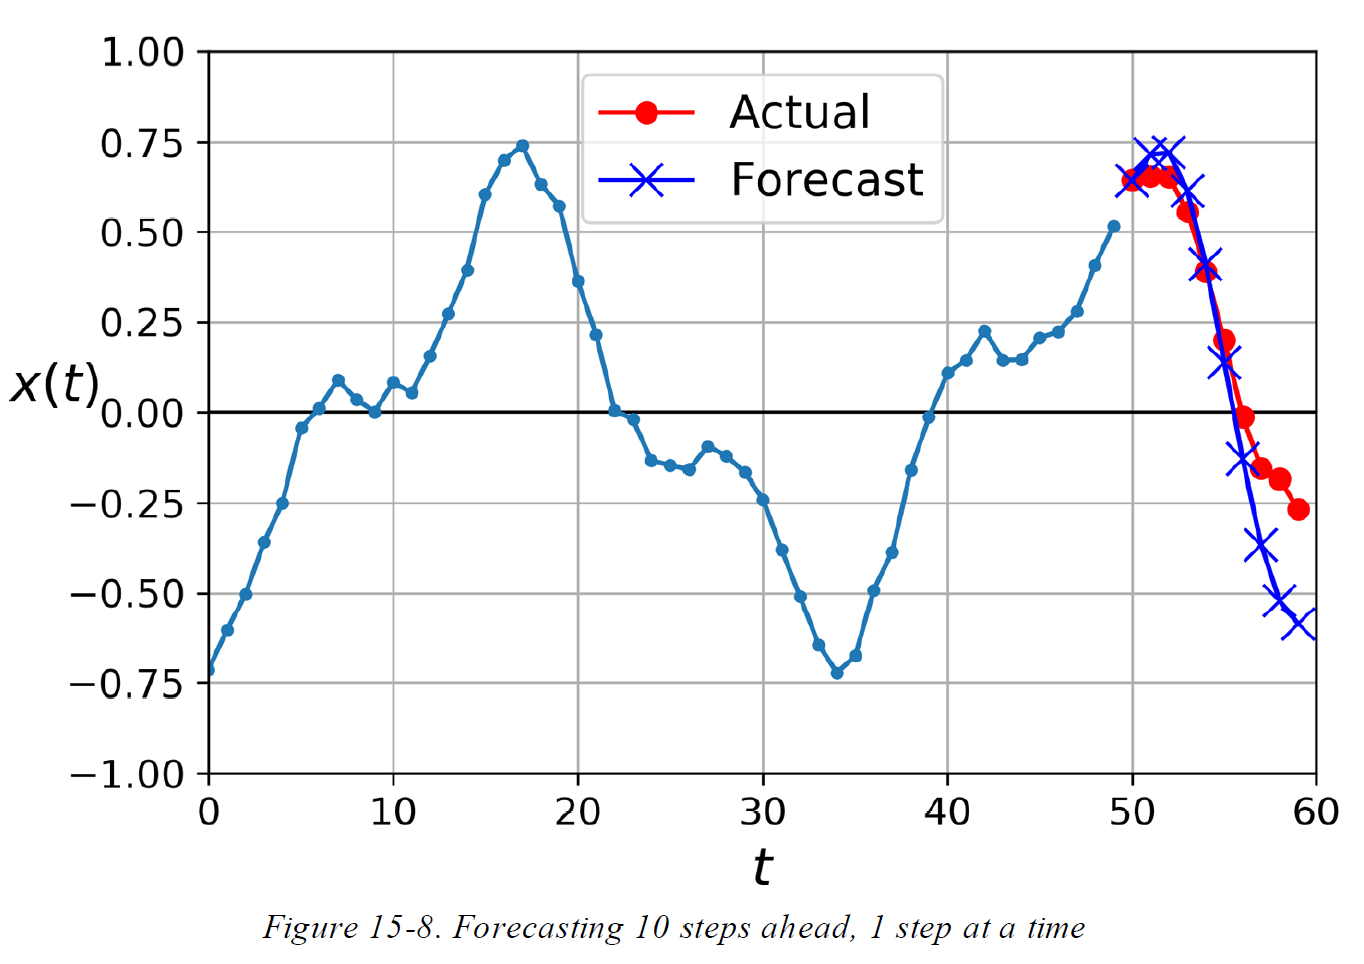 1.00
0.75
0.50
0.25
0.00
−0.25
−0.50
−0.75
−1.00
x(t)
Actual
Forecast
0 10 20 30 40 50 60
t
Figure 15-8. Forecasting 10 steps ahead, 1 step at a time